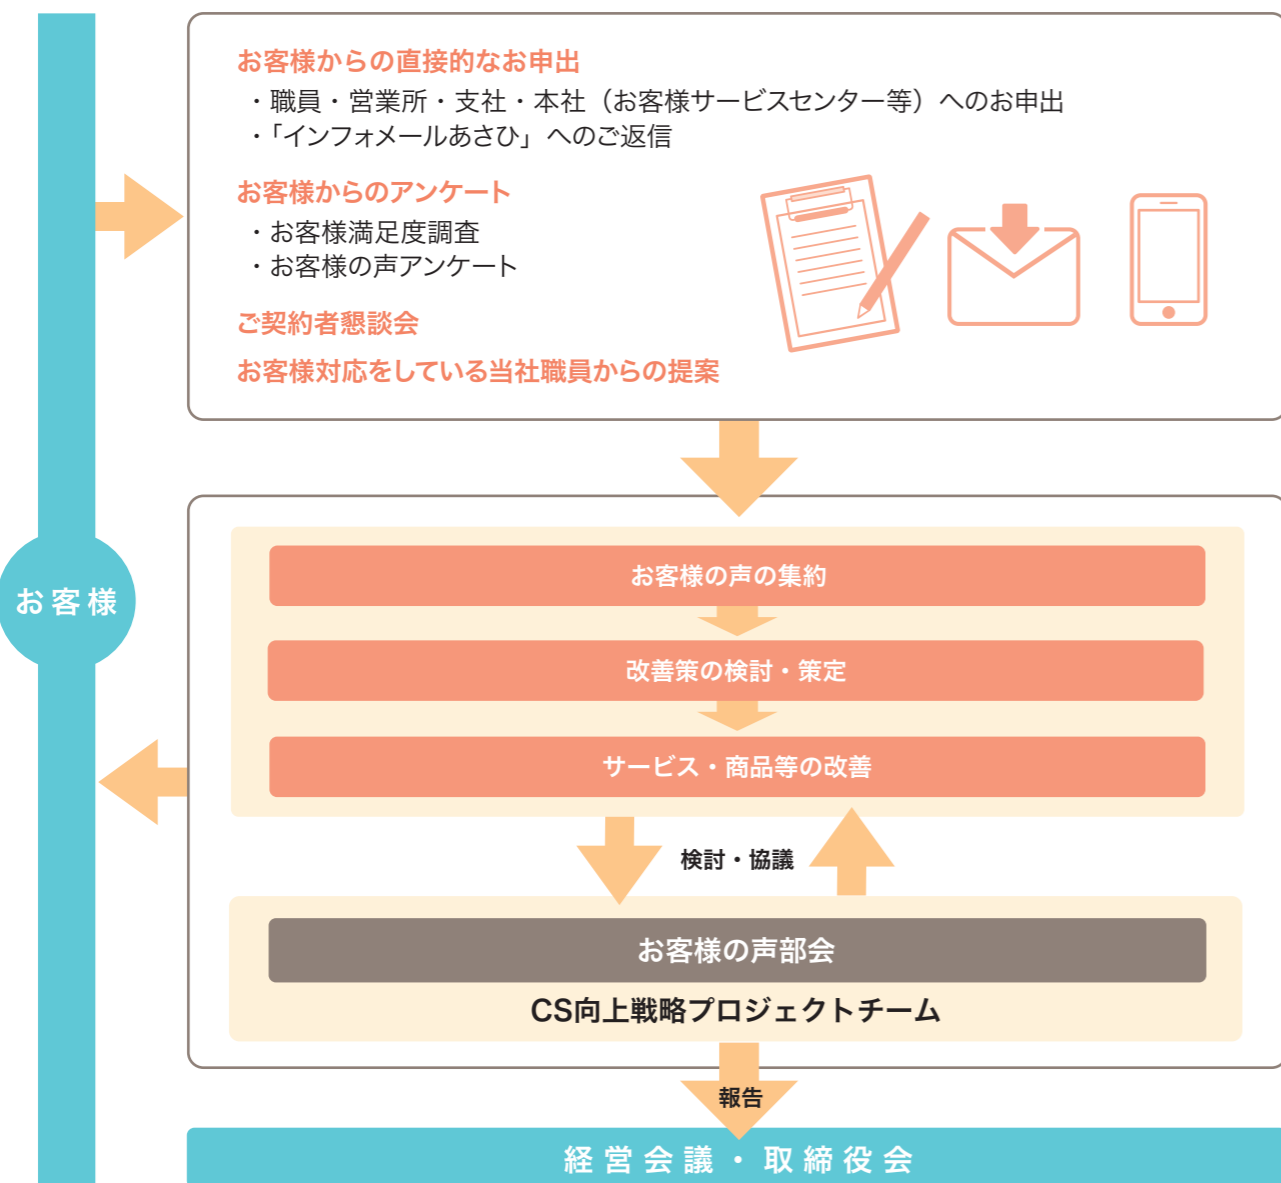 お客様からの直接的なお申出
・職員・営業所・支社・本社（お客様サービスセンター等）へのお申出
・「インフォメールあさひ」へのご返信
お客様からのアンケート
・お客様満足度調査
・お客様の声アンケート
ご契約者懇談会
お客様対応をしている当社職員からの提案
お客様
お客様の声の集約
改善策の検討・策定
サービス・商品等の改善
検討・協議
お客様の声部会
CS向上戦略プロジェクトチーム
報告
経営会議・取締役会